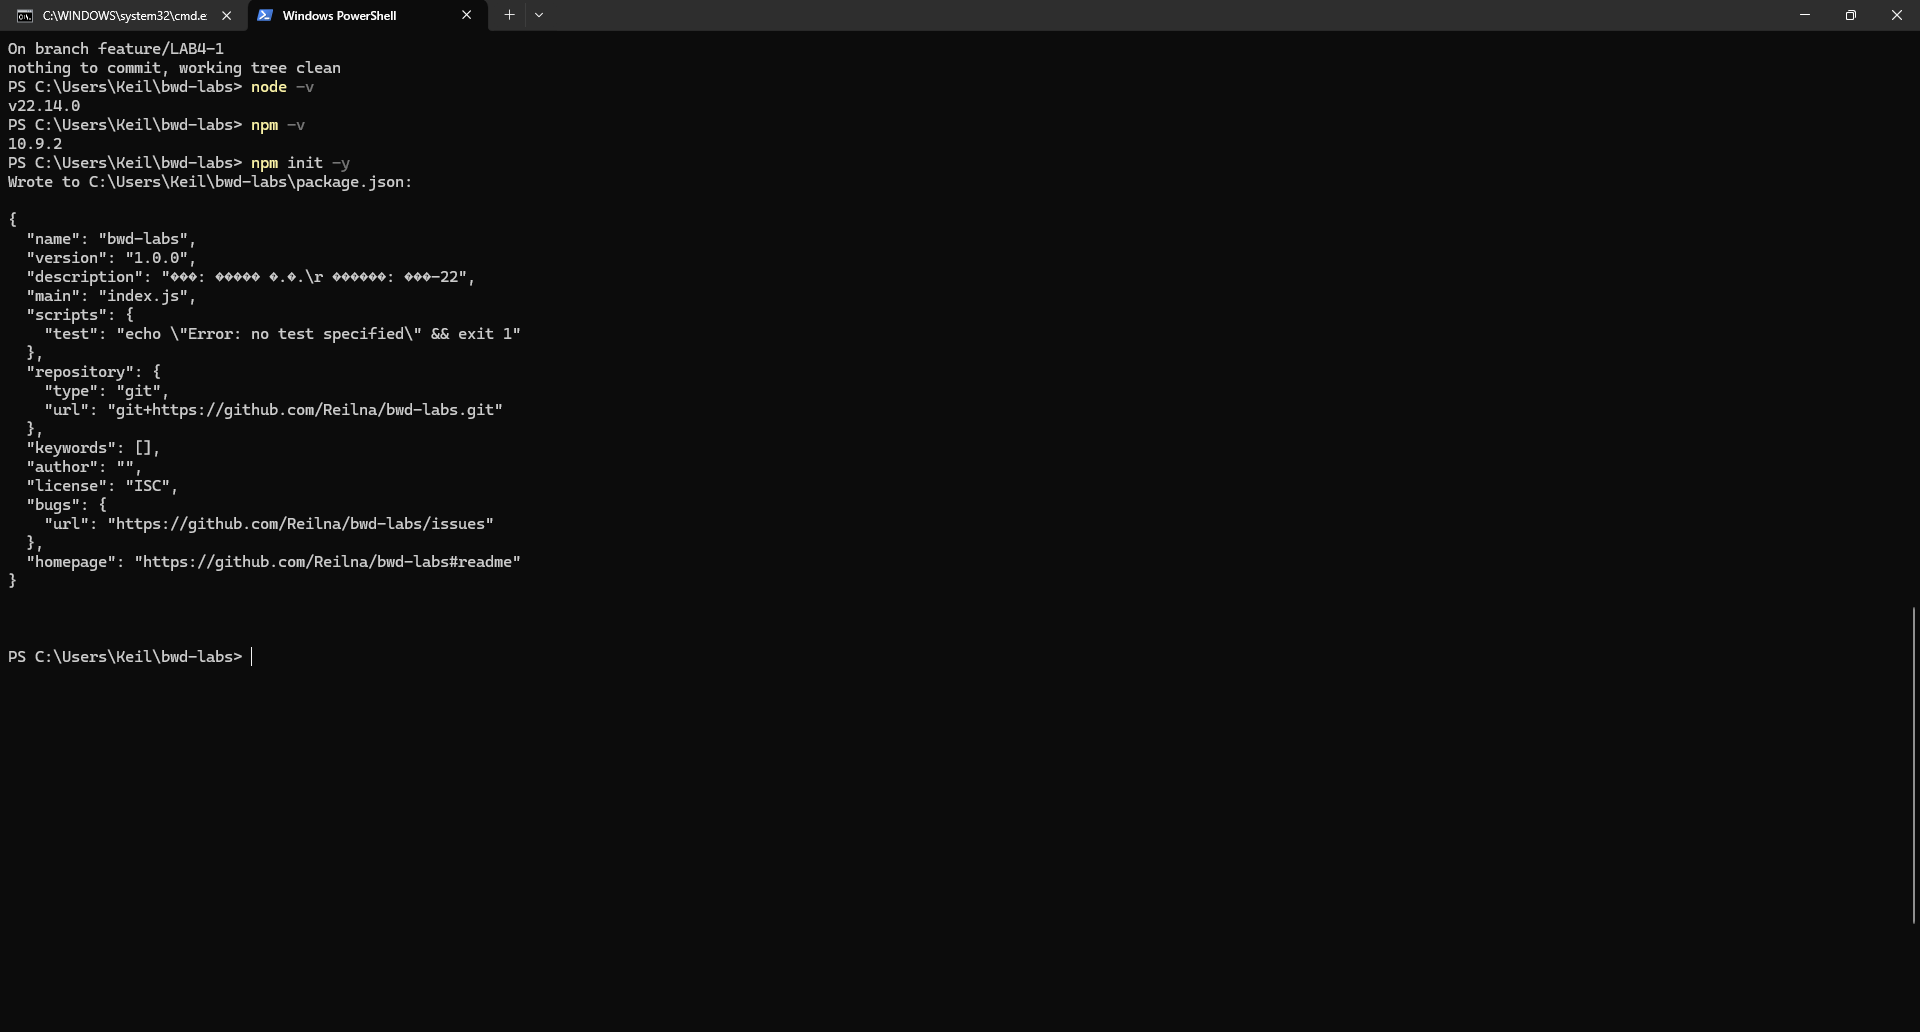 C:\WINDOWS\system32\cmd.e
Windows PowerShell
On branch feature/LAB4-1
nothing to commit, working tree clean
PS C:\Users\Keil\bwd-labs> node -v
v22.14.0
PS C:\Users\Keil\bwd-labs> npm -v
10.9.2
PS C:\Users\Keil\bwd-labs> npm init -y
Wrote to C:\Users\Keil\bwd-labs\package.json:
{
  "name": "bwd-labs",
  "version": "1.0.0",
  "description": "���: ����� �.�.\r ������: ���-22",
  "main": "index.js",
  "scripts": {
    "test": "echo \"Error: no test specified\" && exit 1"
  },
  "repository": {
    "type": "git",
    "url": "git+https://github.com/Reilna/bwd-labs.git"
  },
  "keywords": [],
  "author": "",
  "license": "ISC",
  "bugs": {
    "url": "https://github.com/Reilna/bwd-labs/issues"
  },
  "homepage": "https://github.com/Reilna/bwd-labs#readme"
}
PS C:\Users\Keil\bwd-labs>